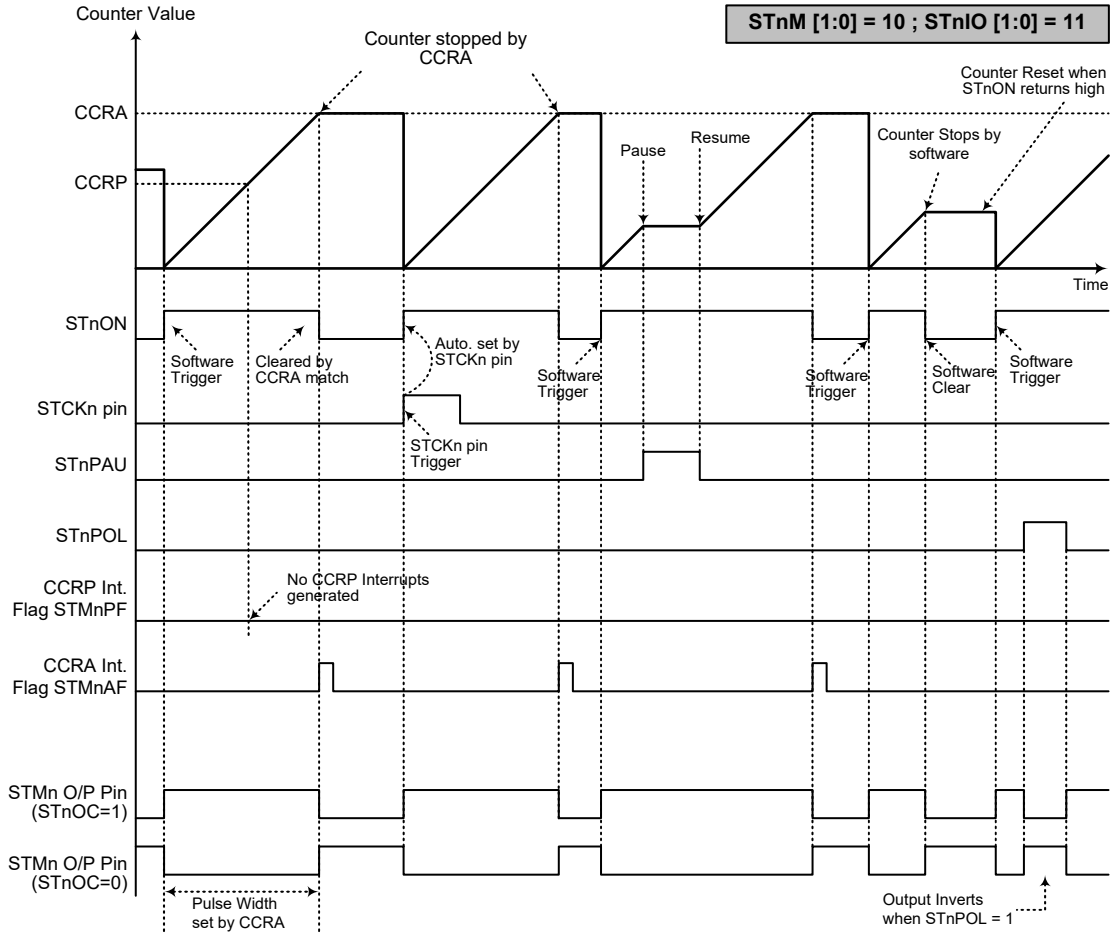 Counter Value
STnM [1:0] = 10 ; STnIO [1:0] = 11
Counter stopped by
CCRA
Counter Reset when
STnON returns high
CCRA
Pause
Resume
Counter Stops by
software
CCRP
Time
STnON
Software
Trigger
Cleared by
CCRA match
Auto. set by
STCKn pin
Software
Trigger
Software
Trigger
Software
Clear
Software
Trigger
STCKn pin
STCKn pin
Trigger
STnPAU
STnPOL
CCRP Int.
Flag STMnPF
No CCRP Interrupts
generated
CCRA Int.
Flag STMnAF
STMn O/P Pin
(STnOC=1)
STMn O/P Pin
(STnOC=0)
Pulse Width
set by CCRA
Output Inverts
when STnPOL = 1